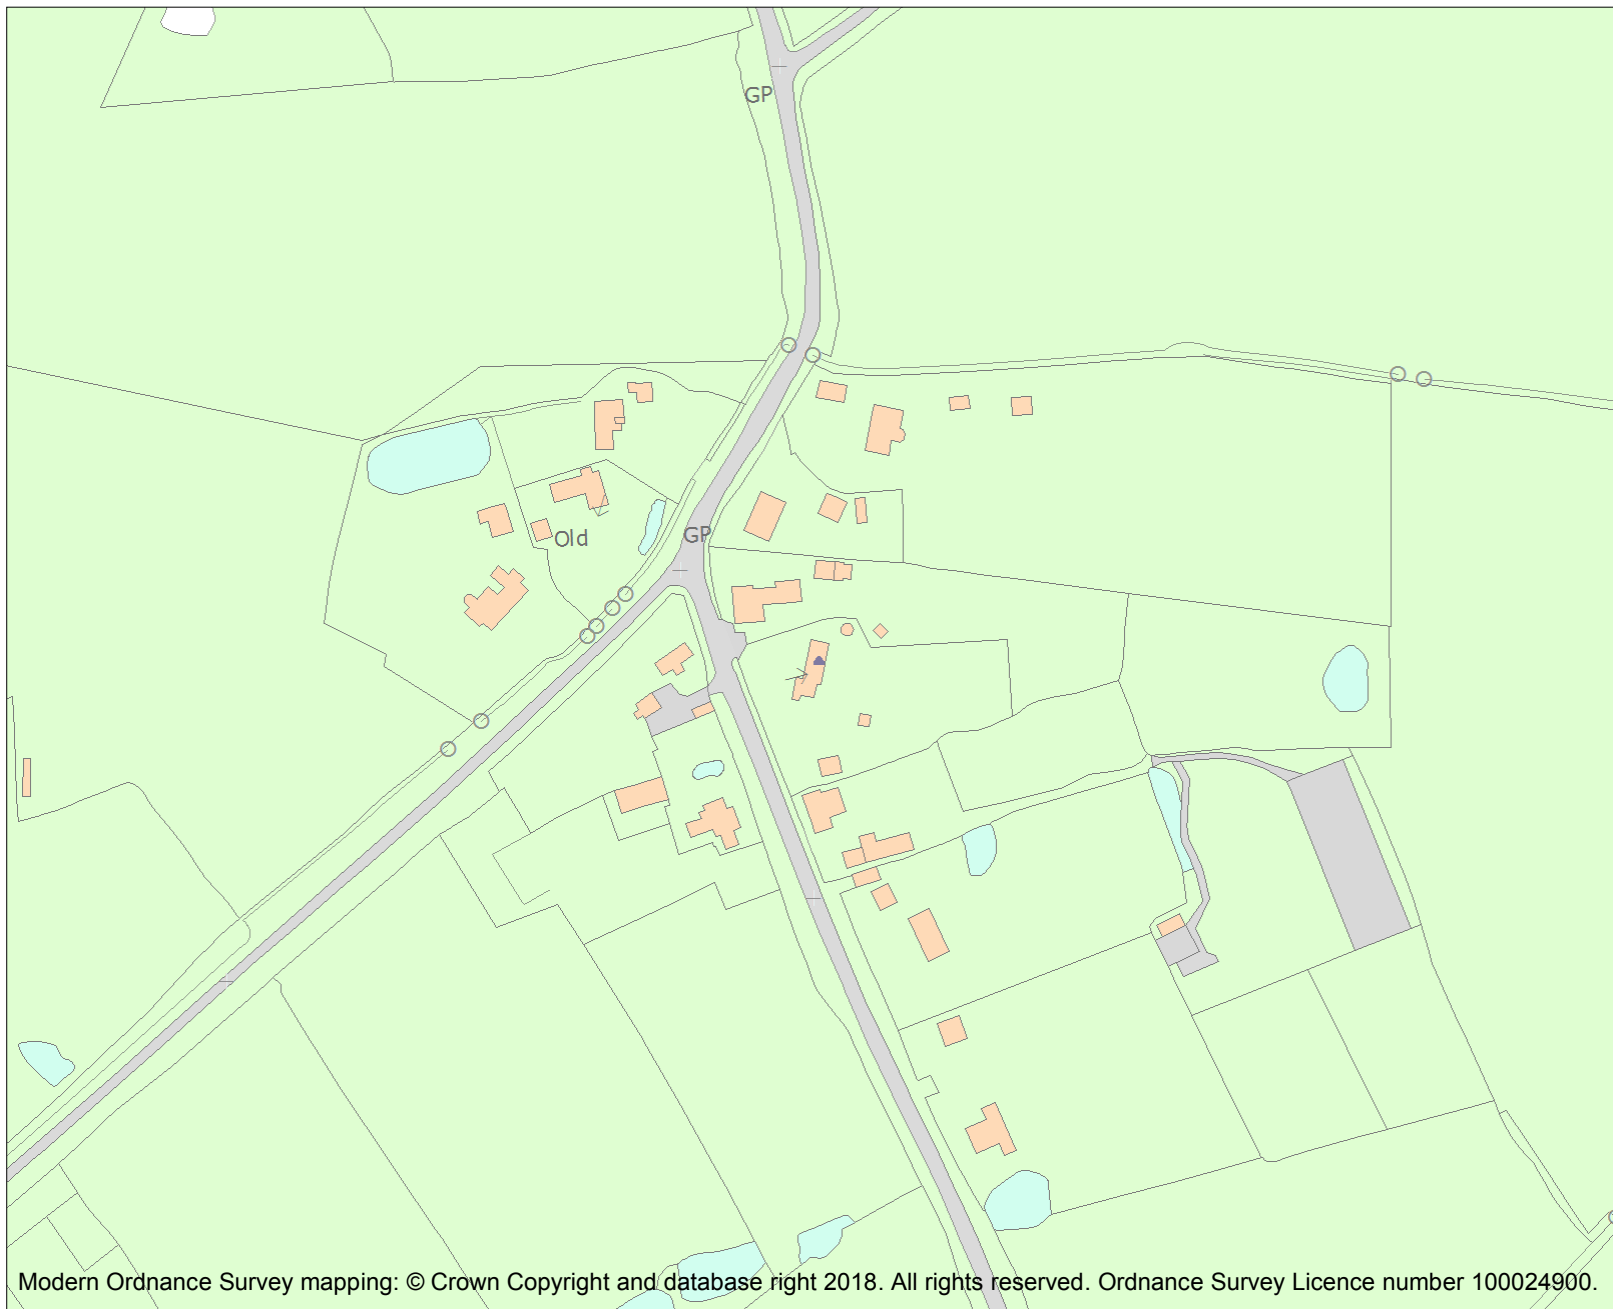 GP
GP
Old
Modern Ordnance Survey mapping: © Crown Copyright and database right 2018. All rights reserved. Ordnance Survey Licence number 100024900.